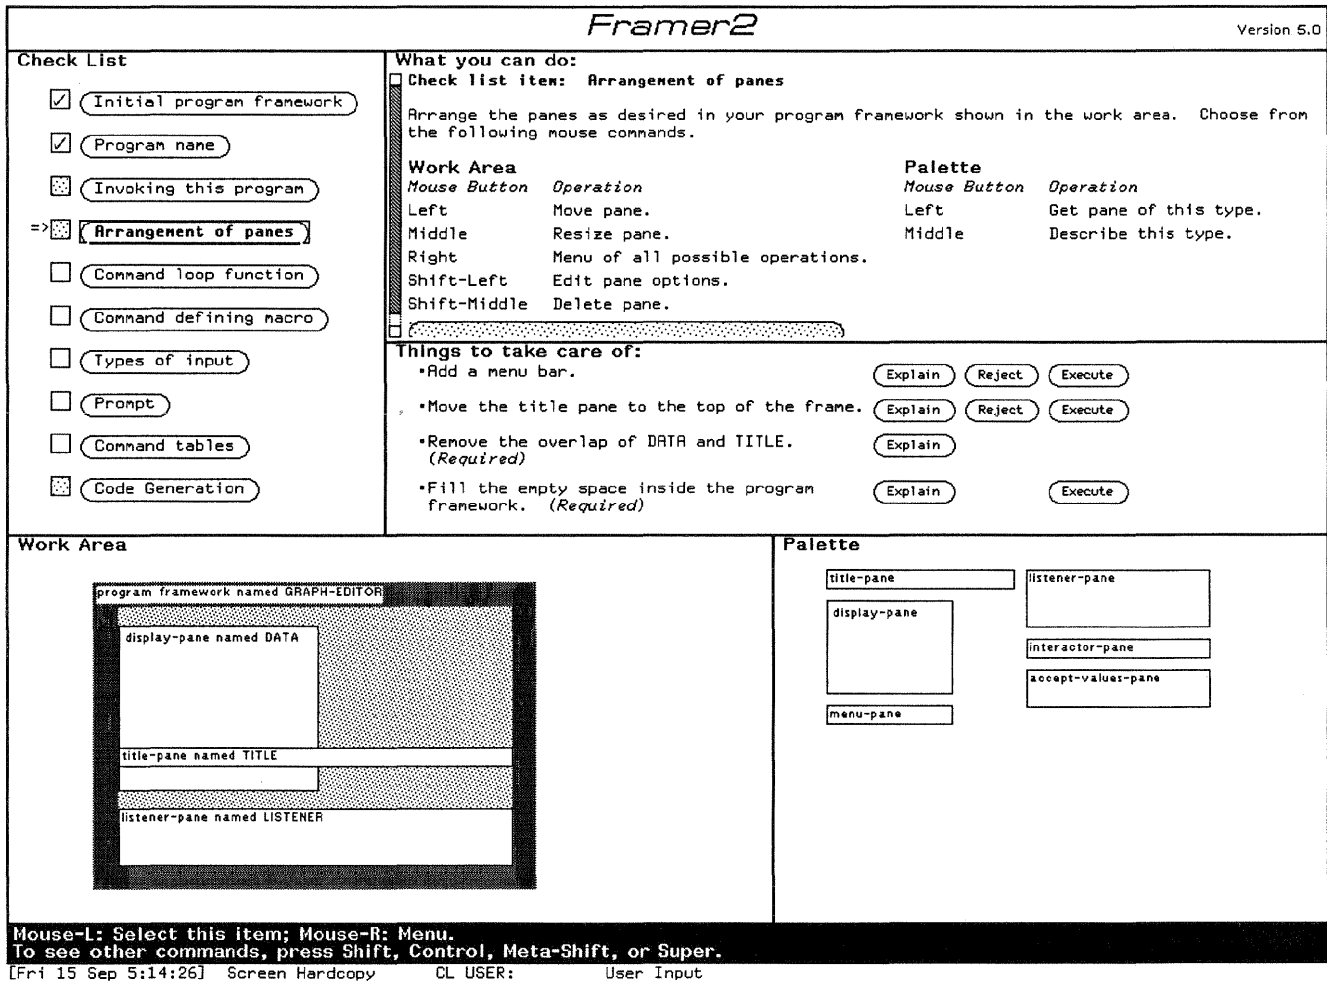 Framer2
Version 5.0
Check List
Initial program framework
Program name
Invoking this program
=> Arrangement of panes
Command loop function
Command defining macro
Types of input
Prompt
Command tables
Code Generation
What you can do:
Check list item: Arrangement of panes
Arrange the panes as desired in your program framework shown in the work area. Choose from
the following mouse commands.
Work Area
Mouse Button Operation
Left Move pane.
Middle Resize pane.
Right Menu of all possible operations.
Shift-Left Edit pane options.
Shift-Middle Delete pane.
Palette
Mouse Button Operation
Left Get pane of this type.
Middle Describe this type.
Things to take care of:
•Add a menu bar. Explain Reject Execute
•Move the title pane to the top of the frame. Explain Reject Execute
•Remove the overlap of DATA and TITLE. Explain
(Required)
•Fill the empty space inside the program Explain Execute
framework. (Required)
Work Area
program framework named GRAPH-EDITOR
display-pane named DATA
title-pane named TITLE
listener-pane named LISTENER
Palette
title-pane
listener-pane
display-pane
interactor-pane
accept-values-pane
menu-pane
Mouse-L: Select this item; Mouse-R: Menu.
To see other commands, press Shift, Control, Meta-Shift, or Super.
[Fri 15 Sep 5:14:26] Screen Hardcopy CL USER: User Input